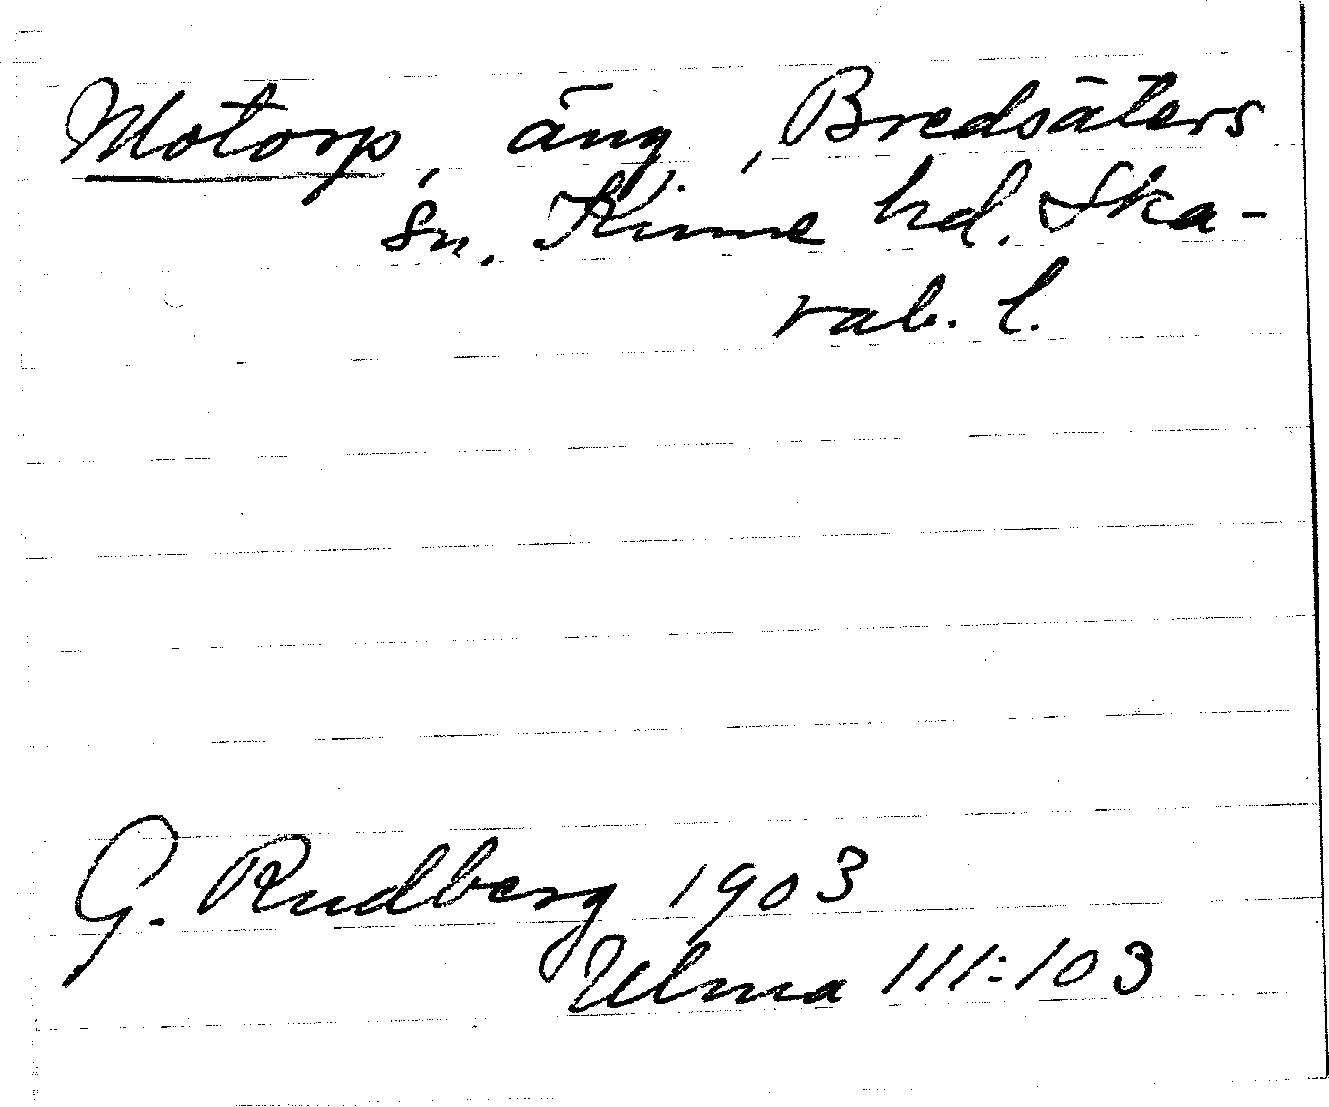 Motorp, äng, Bredsäters
sn. Kinne hd. Ska-
rab. l.
G. Rudberg 1903
Ulma 111:103